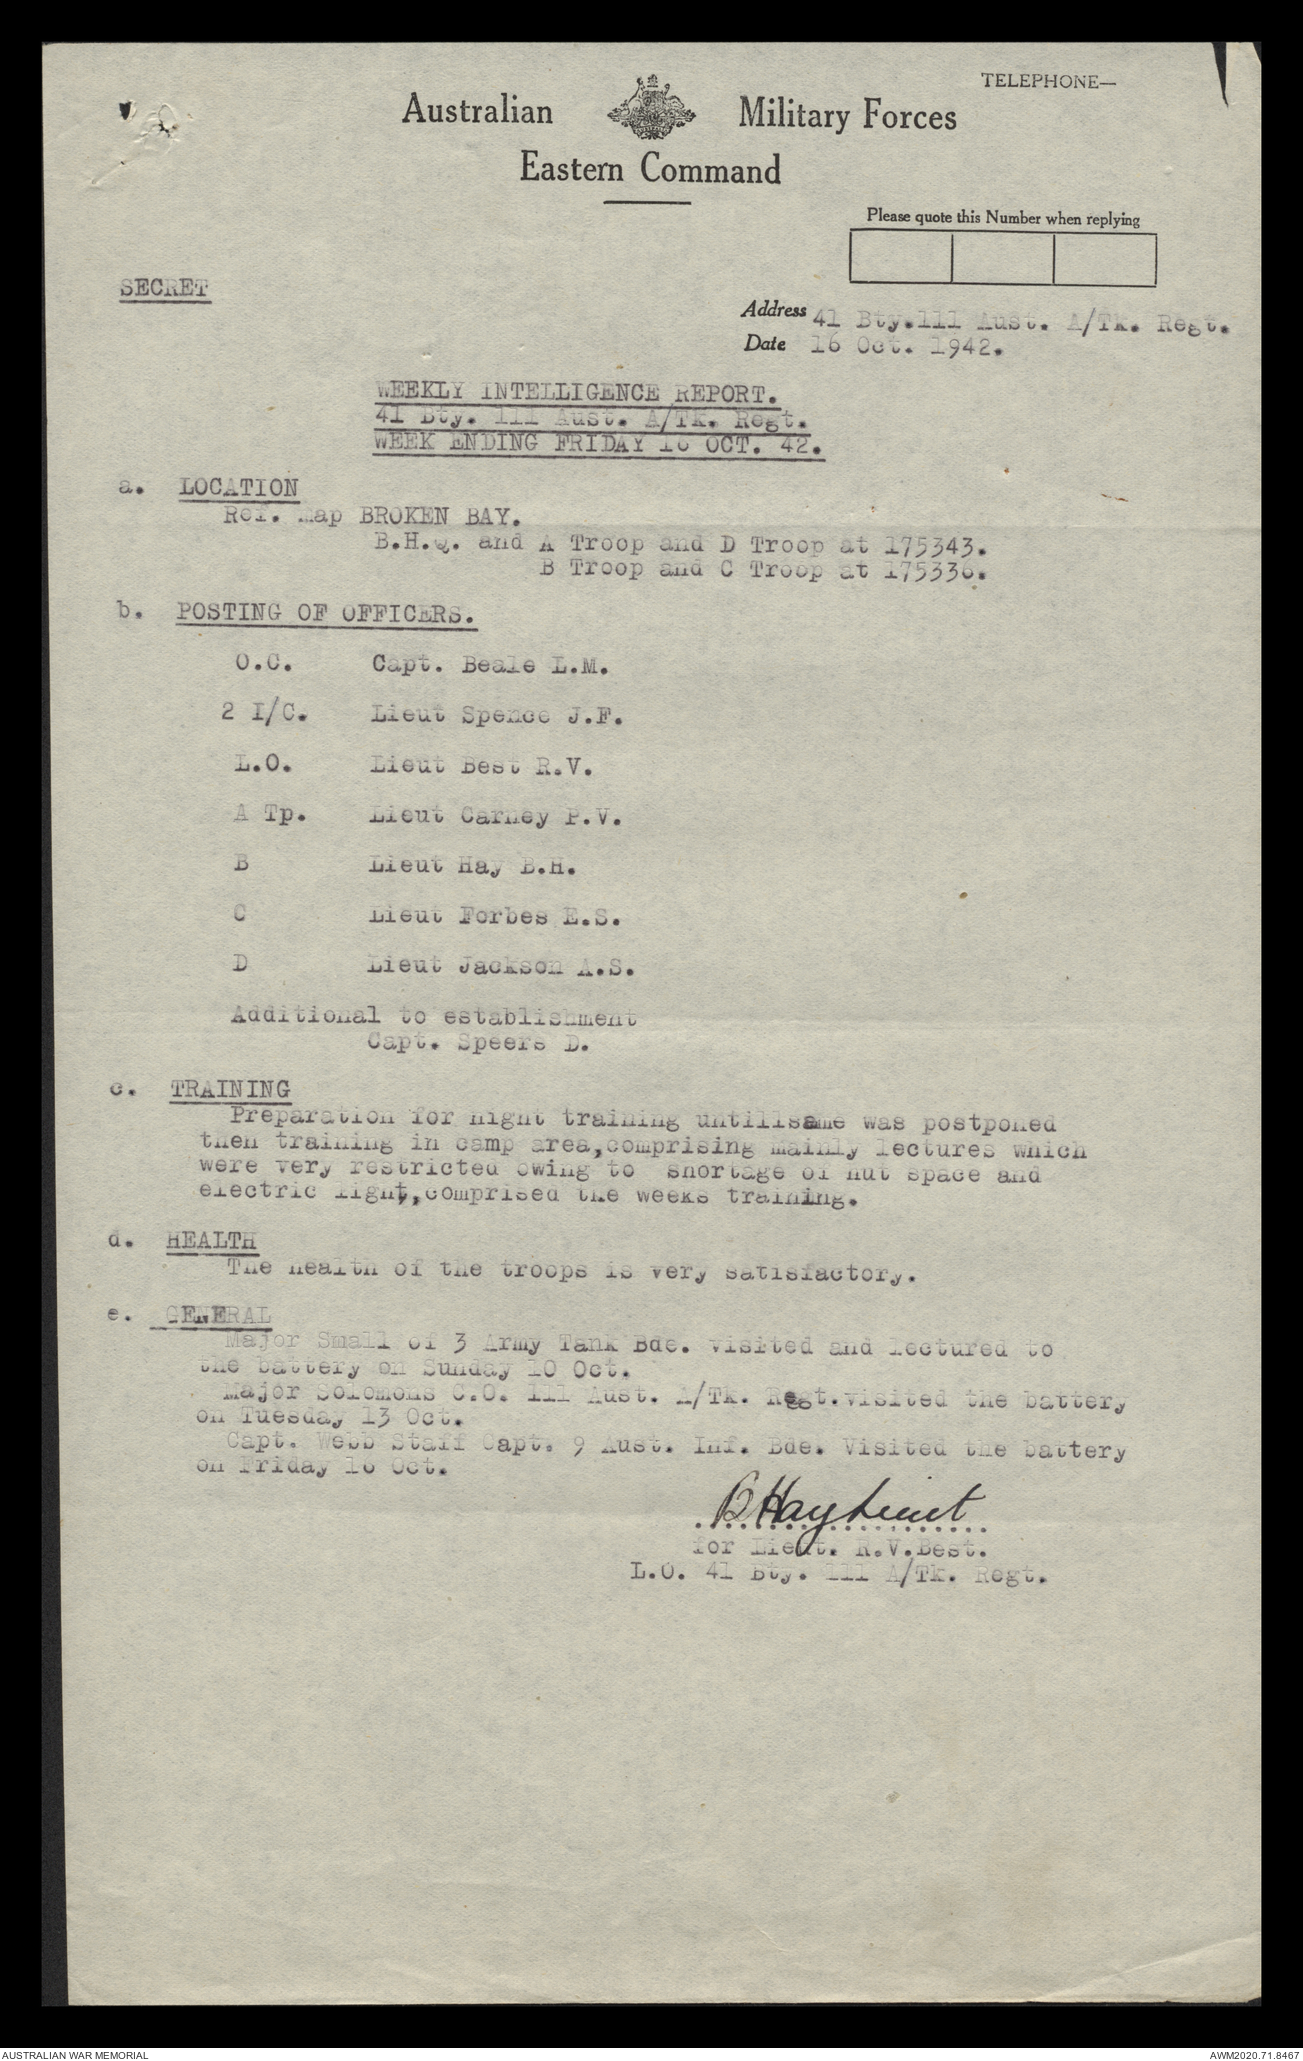 TELEPHONE—
Australian Military Forces
Eastern Command
Please quote this Number when replying
SECRET
Address 41 Bty.111 Aust. A/Tk. Regt.
Date 16 Oct. 1942.
WEEKLY INTELLIGENCE REPORT.
41 Bty. 111 Aust. A/Tk. Regt.
WEEK ENDING FRIDAY 16 OCT. 42.
a. LOCATION
Ref. Map BROKEN BAY.
B.H.Q. and A Troop and D Troop at 175343.
B Troop and C Troop at 175336.
b. POSTING OF OFFICERS.
O.C. Capt. Beale L.M.
2 I/C. Lieut Spence J.F.
L.O. Lieut Best R.V.
A Tp. Lieut Carney P.V.
B Lieut Hay B.H.
C Lieut Forbes E.S.
D Lieut Jackson A.S.
Additional to establishment
Capt. Speers D.
c. TRAINING
Preparation for night training untillsame was postponed
then training in camp area,comprising mainly lectures which
were very restricted owing to shortage of hut space and
electric light,,comprised the weeks training.
d. HEALTH
The health of the troops is very satisfactory.
e. GENERAL
Major Small of 3 Army Tank Bde. visited and lectured to
the battery on Sunday 10 Oct.
Major Solomons C.O. 111 Aust. A/Tk. Regt.visited the battery
on Tuesday 13 Oct.
Capt. Webb Staff Capt. 9 Aust. Inf. Bde. Visited the battery
on Friday 16 Oct.
B Hay Lieut
....................
for Lieut. R.V.Best.
L.O. 41 Bty. 111 A/Tk. Regt.
AUSTRALIAN WAR MEMORIAL
AWM2020.71.8467